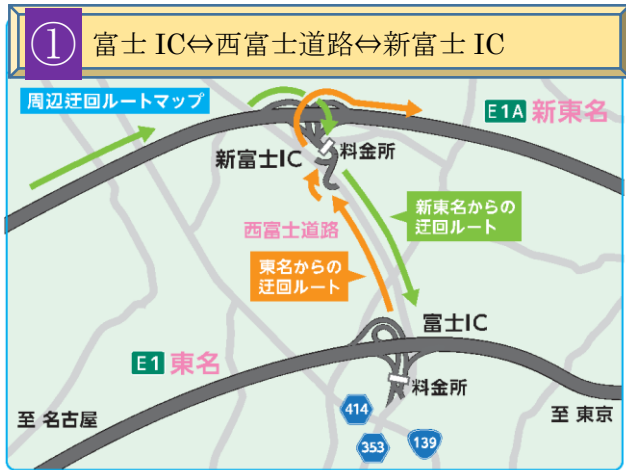 ① 富士IC⇔西富士道路⇔新富士IC
周辺迂回ルートマップ
E1A 新東名
新富士IC
料金所
新東名からの
迂回ルート
西富士道路
東名からの
迂回ルート
富士IC
E1 東名
料金所
至 名古屋
至 東京
414
353
139